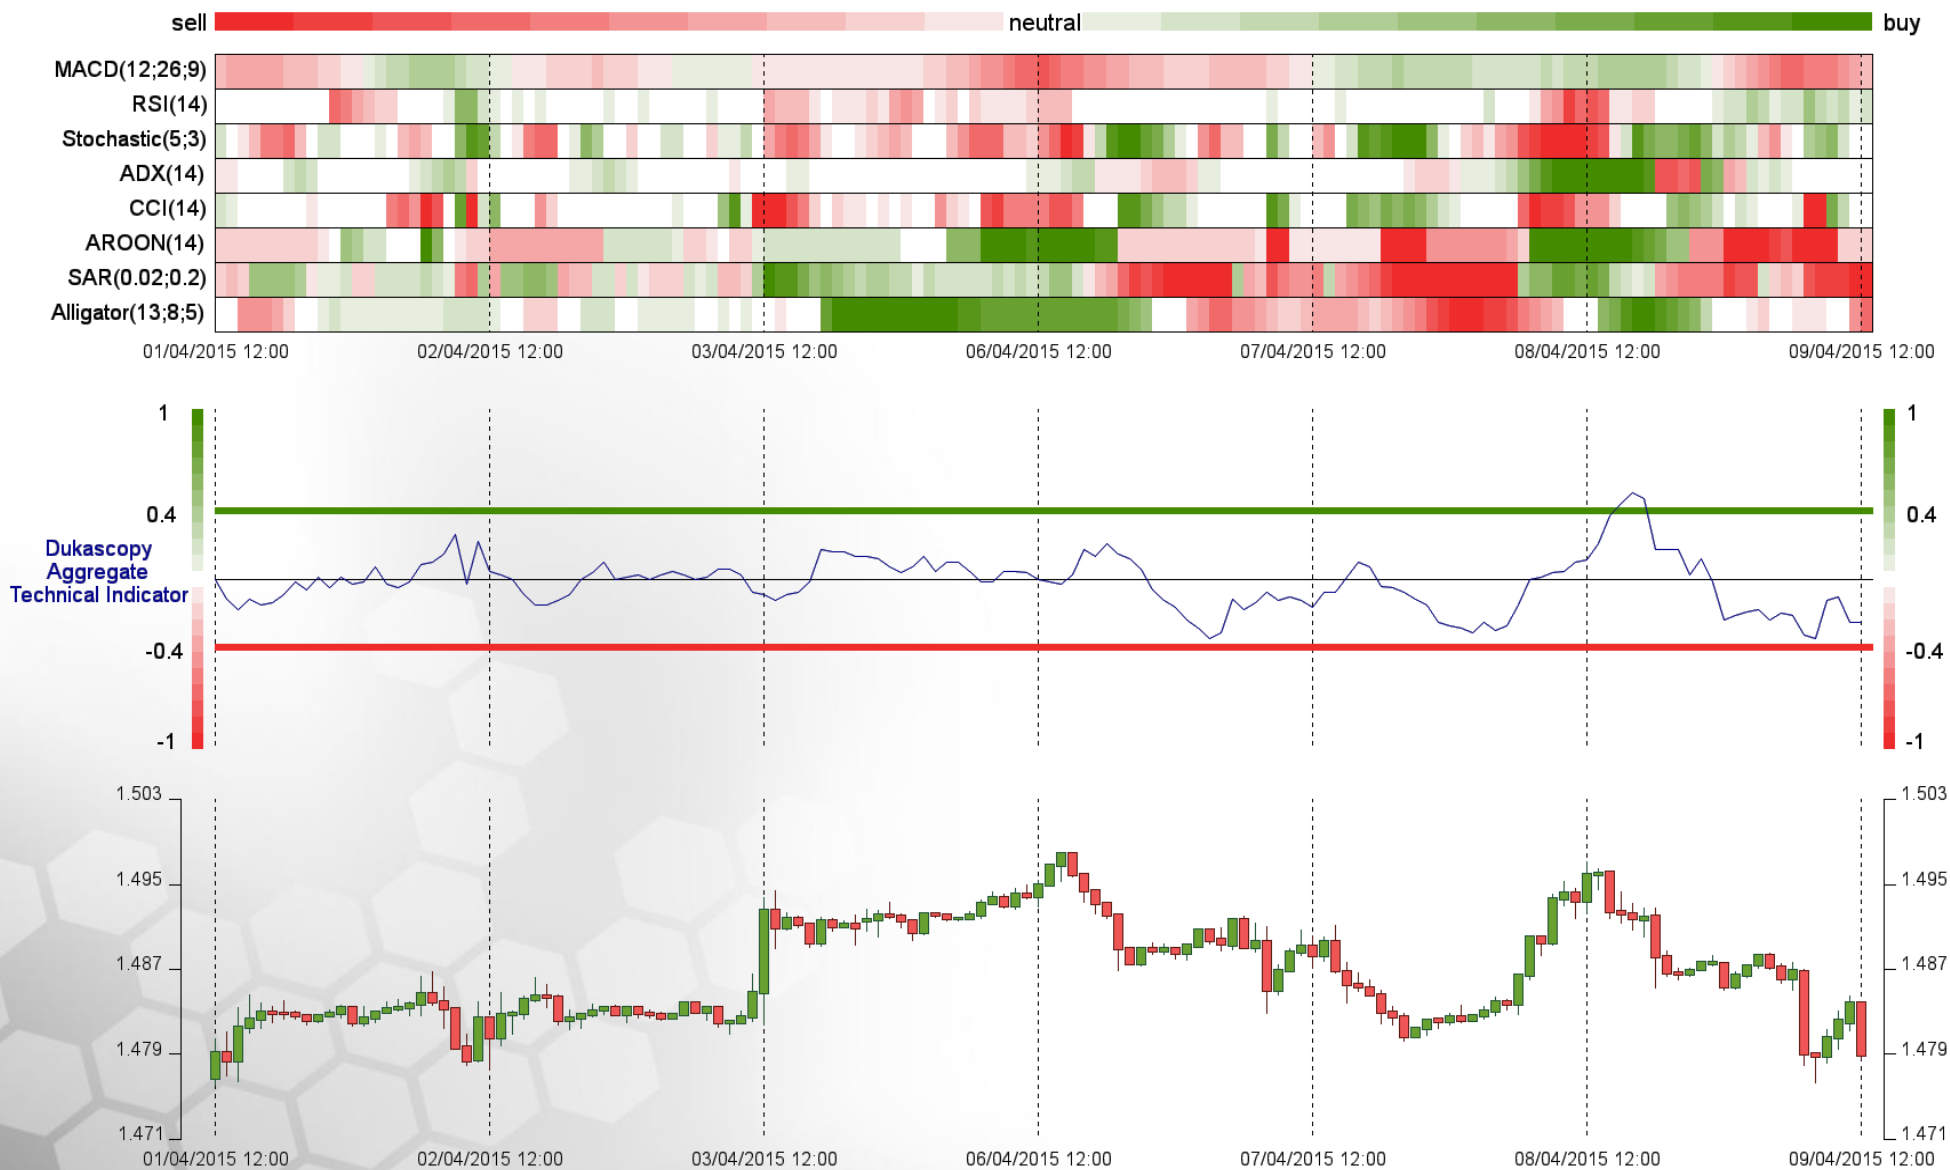 sell neutral buy
MACD(12;26;9)
RSI(14)
Stochastic(5;3)
ADX(14)
CCI(14)
AROON(14)
SAR(0.02;0.2)
Alligator(13;8;5)
01/04/2015 12:00 02/04/2015 12:00 03/04/2015 12:00 06/04/2015 12:00 07/04/2015 12:00 08/04/2015 12:00 09/04/2015 12:00
1 1
0.4 0.4
Dukascopy
Aggregate
Technical Indicator
-0.4 -0.4
-1 -1
1.503 1.503
1.495 1.495
1.487 1.487
1.479 1.479
1.471 1.471
01/04/2015 12:00 02/04/2015 12:00 03/04/2015 12:00 06/04/2015 12:00 07/04/2015 12:00 08/04/2015 12:00 09/04/2015 12:00